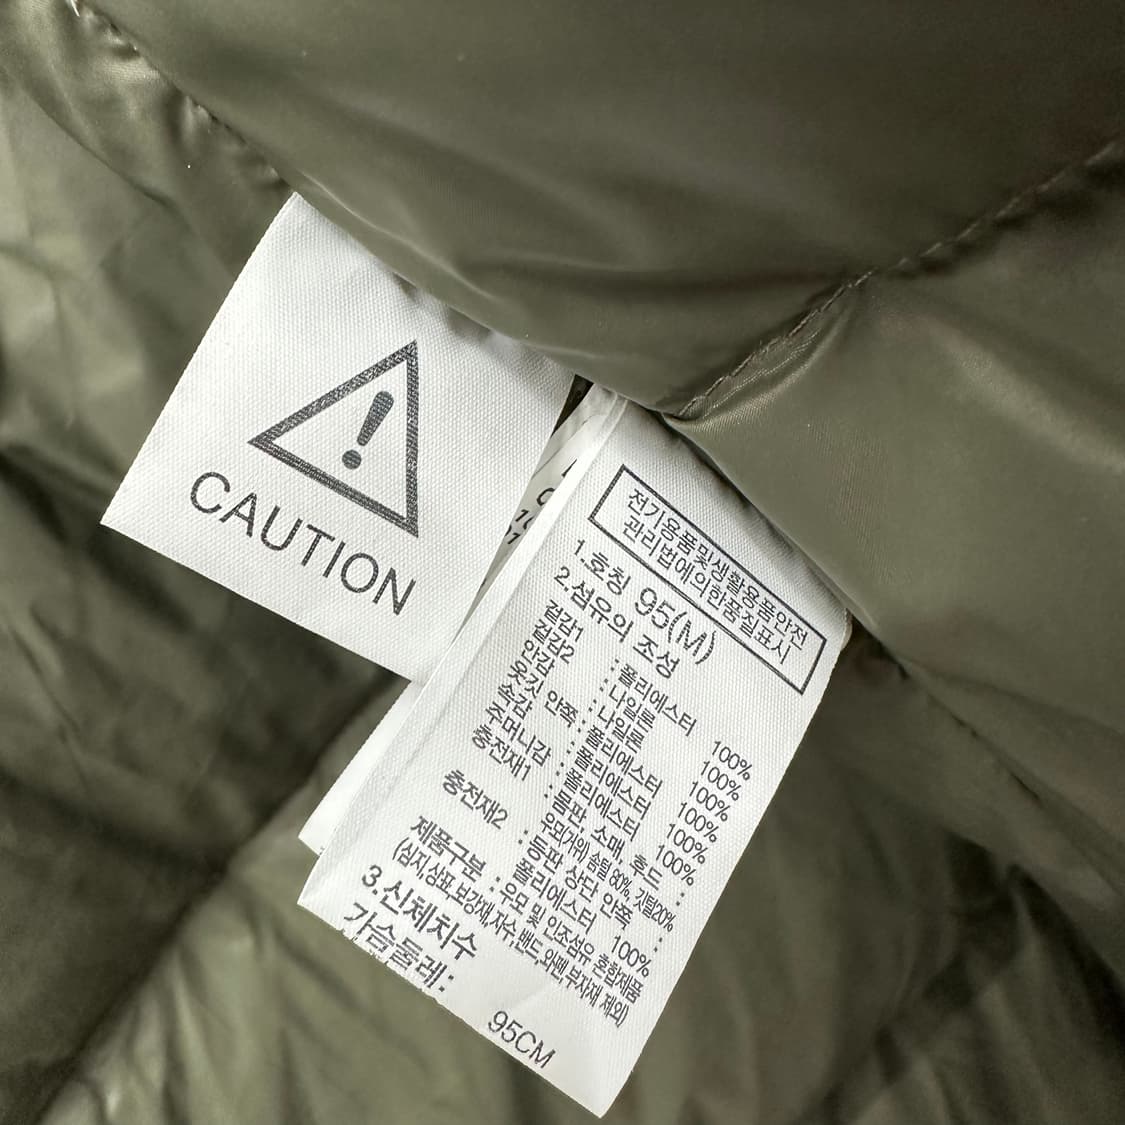 CAUTION
전기용품및생활용품안전
관리법에의한품질표시
1.호칭 95(M)
2.섬유의 조성
겉감1 : 폴리에스터 100%
겉감2 : 나일론 100%
안감 : 나일론 100%
옷깃 안쪽 : 폴리에스터 100%
속감 : 폴리에스터 100%
주머니감 : 폴리에스터 100%
충전재1 : 몸판, 소매, 후드 :
우모(거위) 솜털 80%, 깃털20%
충전재2 : 등판 상단 안쪽 :
폴리에스터 100%
제품구분 : 우모 및 인조섬유 혼합제품
(심지,상표,보강재,자수,밴드,와펜,부자재 제외)
3.신체치수
가슴둘레:
95CM